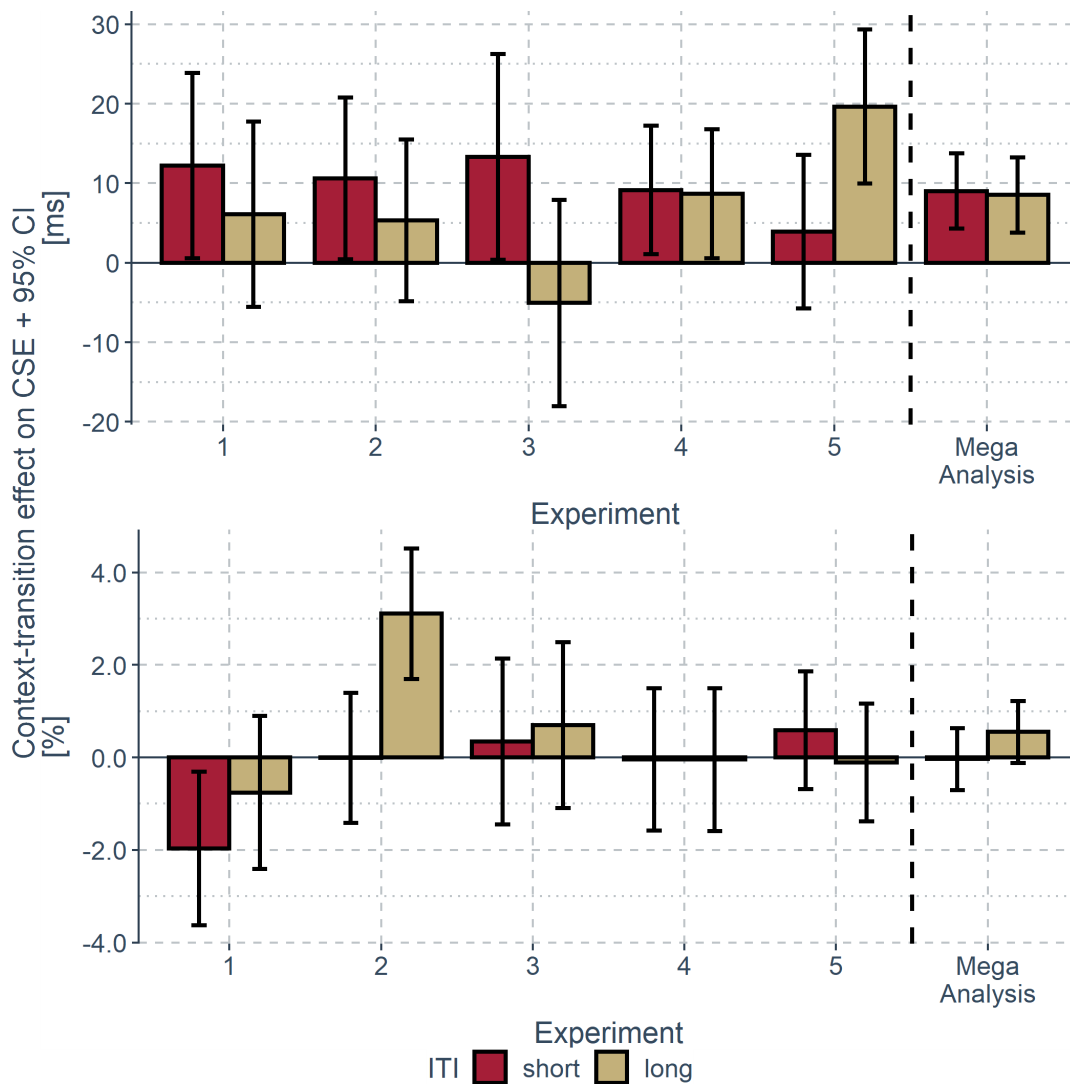 Context-transition effect on CSE + 95% CI
[ms]
30
20
10
0
-10
-20
1 2 3 4 5 Mega
Analysis
Experiment
[%]
4.0
2.0
0.0
-2.0
-4.0
1 2 3 4 5 Mega
Analysis
Experiment
ITI short long